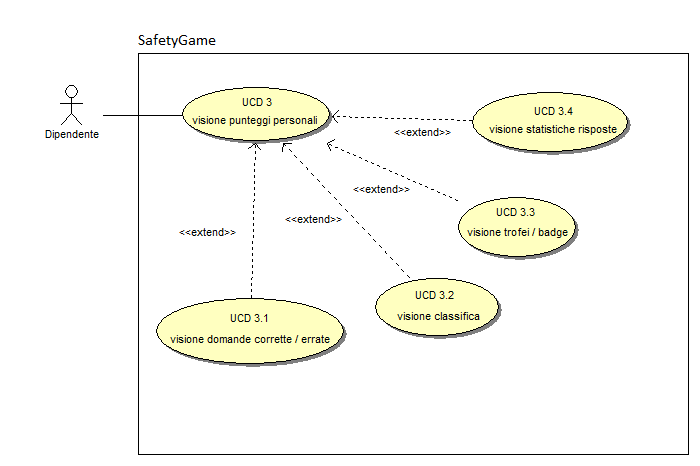 SafetyGame
Dipendente
UCD 3
visione punteggi personali
UCD 3.4
visione statistiche risposte
<<extend>>
<<extend>>
<<extend>>
<<extend>>
UCD 3.3
visione trofei / badge
UCD 3.2
visione classifica
UCD 3.1
visione domande corrette / errate